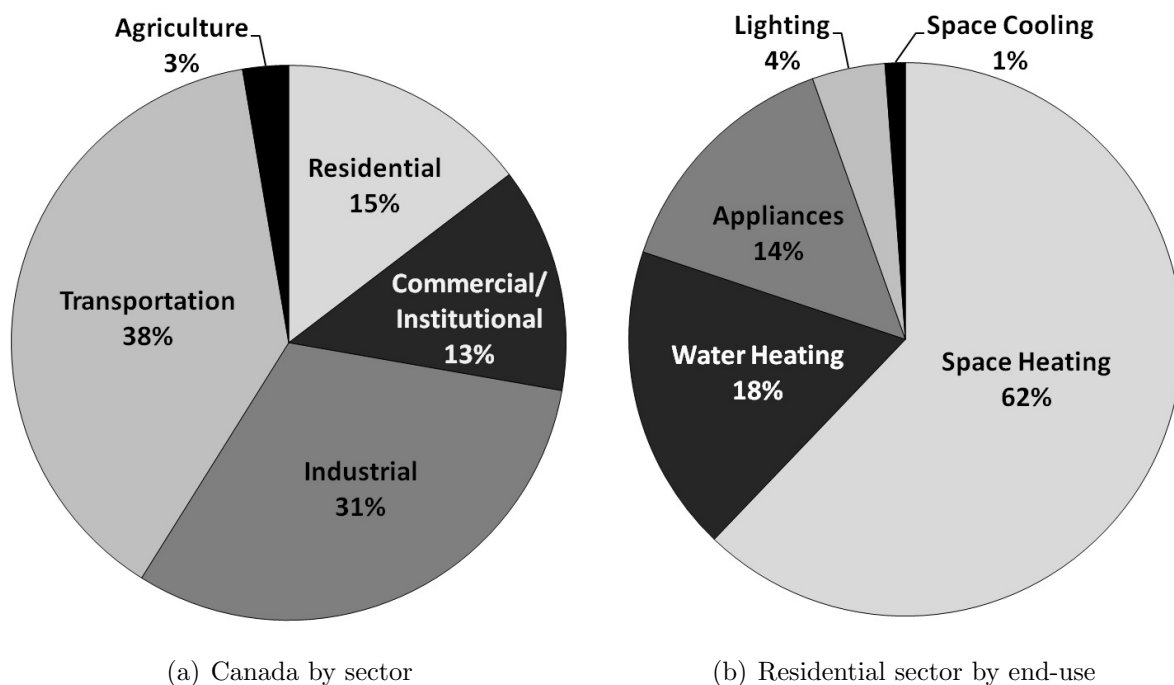 Agriculture
3%
Residential
15%
Commercial/
Institutional
13%
Industrial
31%
Transportation
38%
(a) Canada by sector
Lighting
4%
Space Cooling
1%
Appliances
14%
Water Heating
18%
Space Heating
62%
(b) Residential sector by end-use